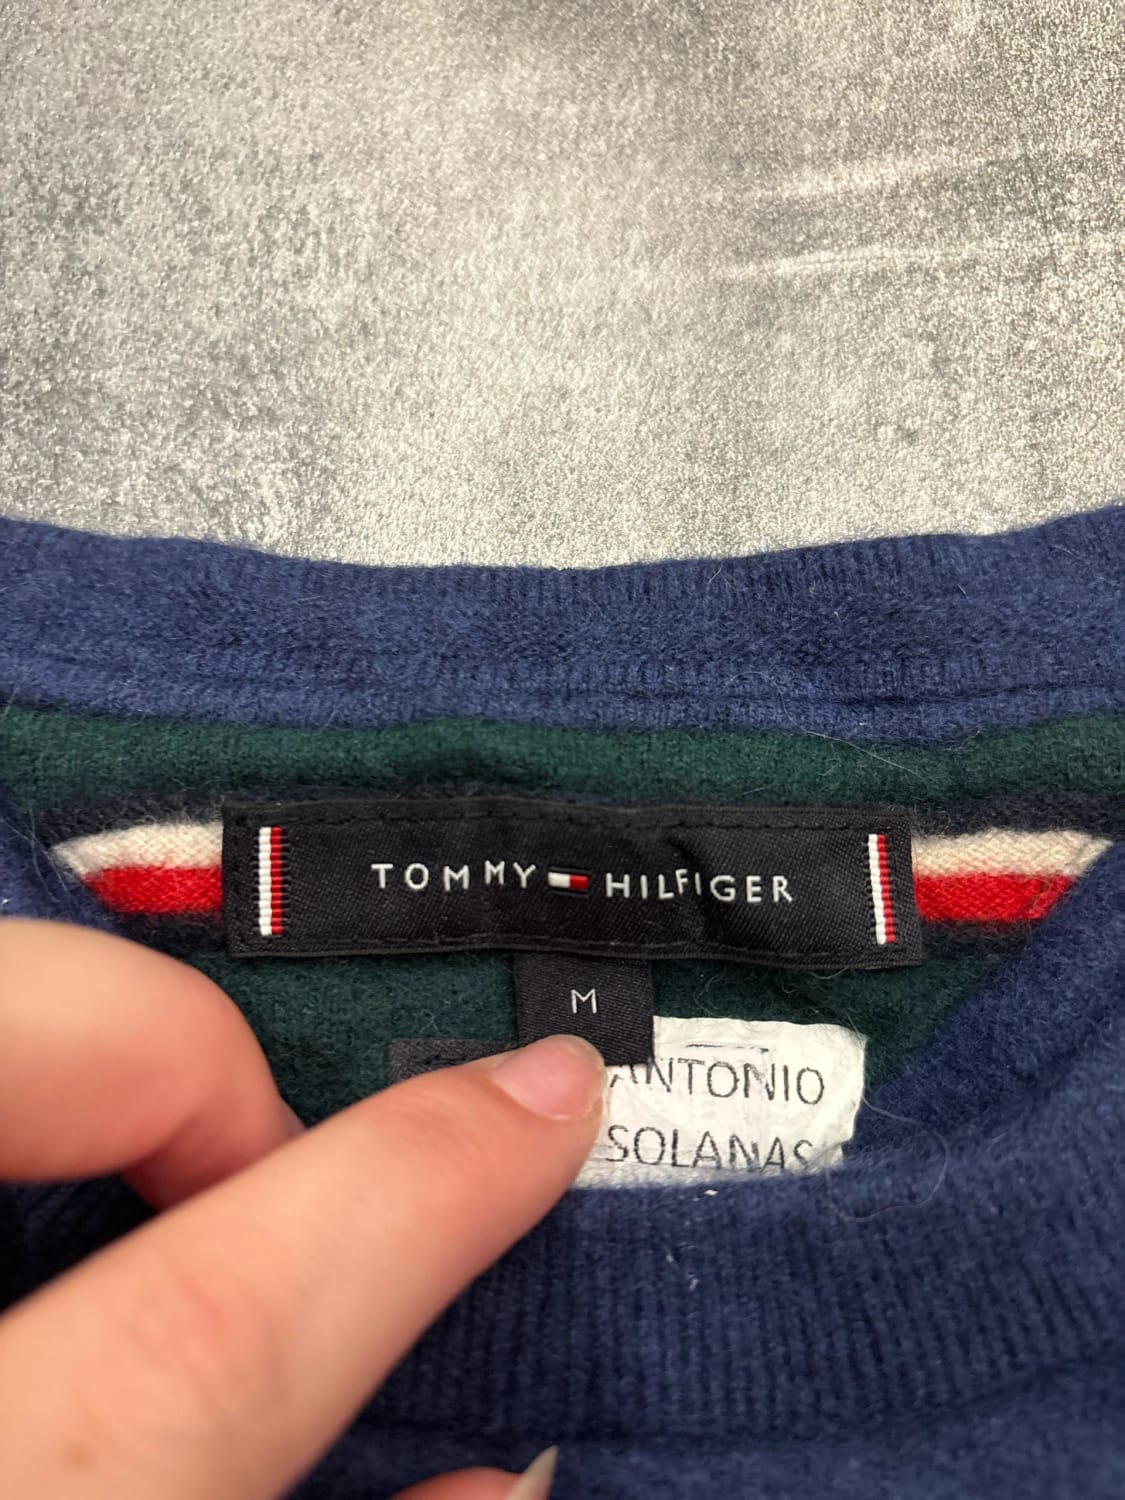 TOMMY HILFIGER
M
ANTONIO
SOLANAS